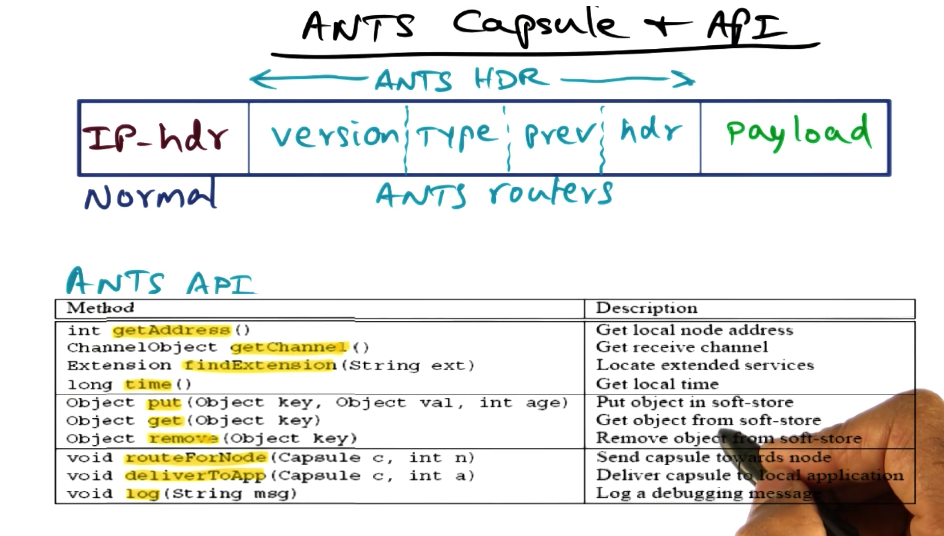 ANTS Capsule + API
ANTS HDR
IP-hdr version Type prev hdr payload
Normal ANTS routers
ANTS API
Method Description
int getAddress() Get local node address
ChannelObject getChannel() Get receive channel
Extension findExtension(String ext) Locate extended services
long time() Get local time
Object put(Object key, Object val, int age) Put object in soft-store
Object get(Object key) Get object from soft-store
Object remove(Object key) Remove object from soft-store
void routeForNode(Capsule c, int n) Send capsule towards node
void deliverToApp(Capsule c, int a) Deliver capsule to local application
void log(String msg) Log a debugging message